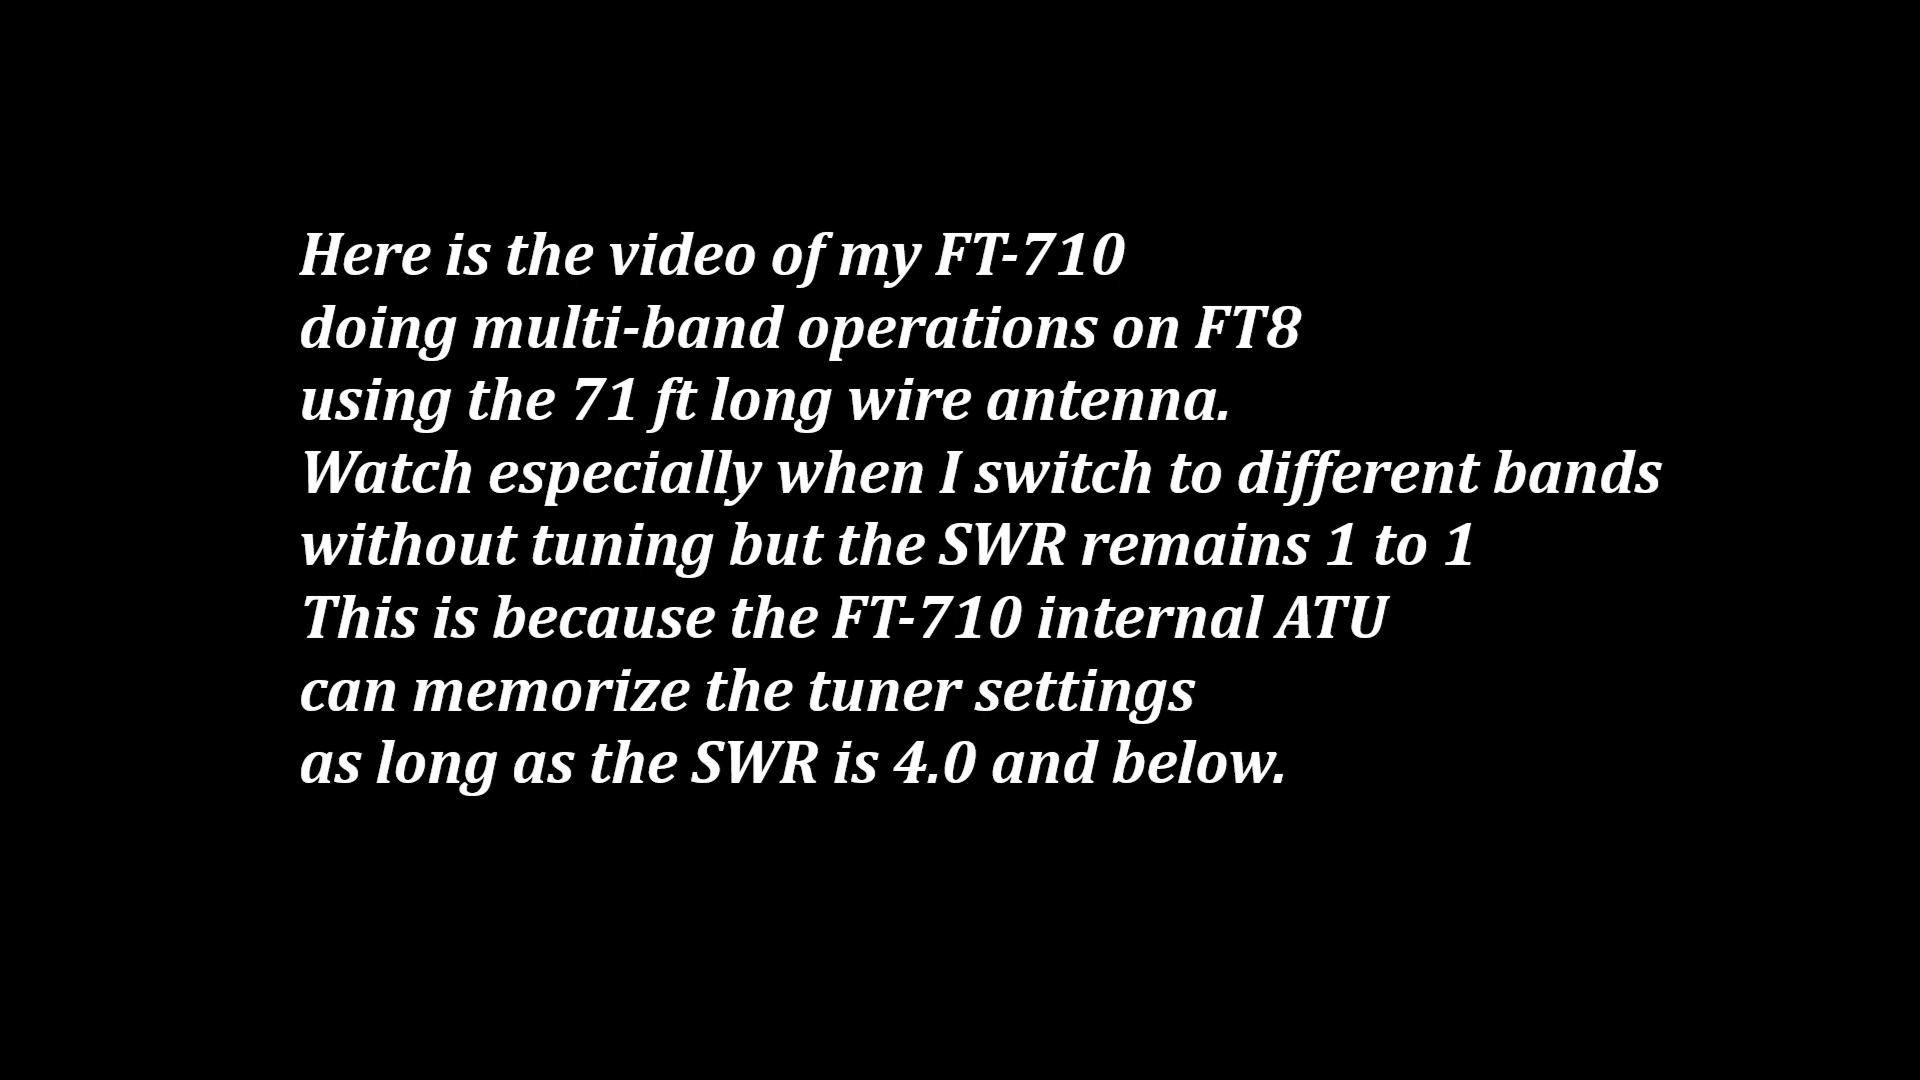 Here is the video of my FT-710
doing multi-band operations on FT8
using the 71 ft long wire antenna.
Watch especially when I switch to different bands
without tuning but the SWR remains 1 to 1
This is because the FT-710 internal ATU
can memorize the tuner settings
as long as the SWR is 4.0 and below.